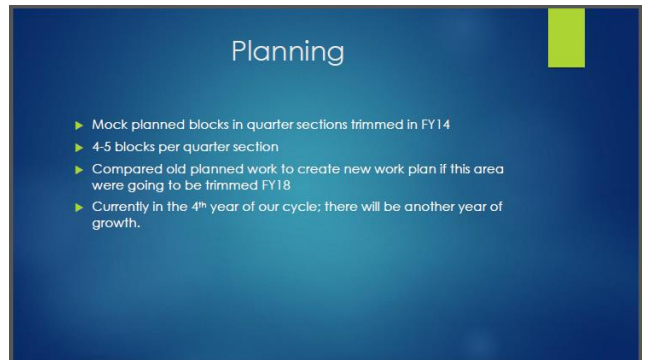 Planning
Mock planned blocks in quarter sections trimmed in FY14
4-5 blocks per quarter section
Compared old planned work to create new work plan if this area
were going to be trimmed FY18
Currently in the 4th year of our cycle; there will be another year of
growth.